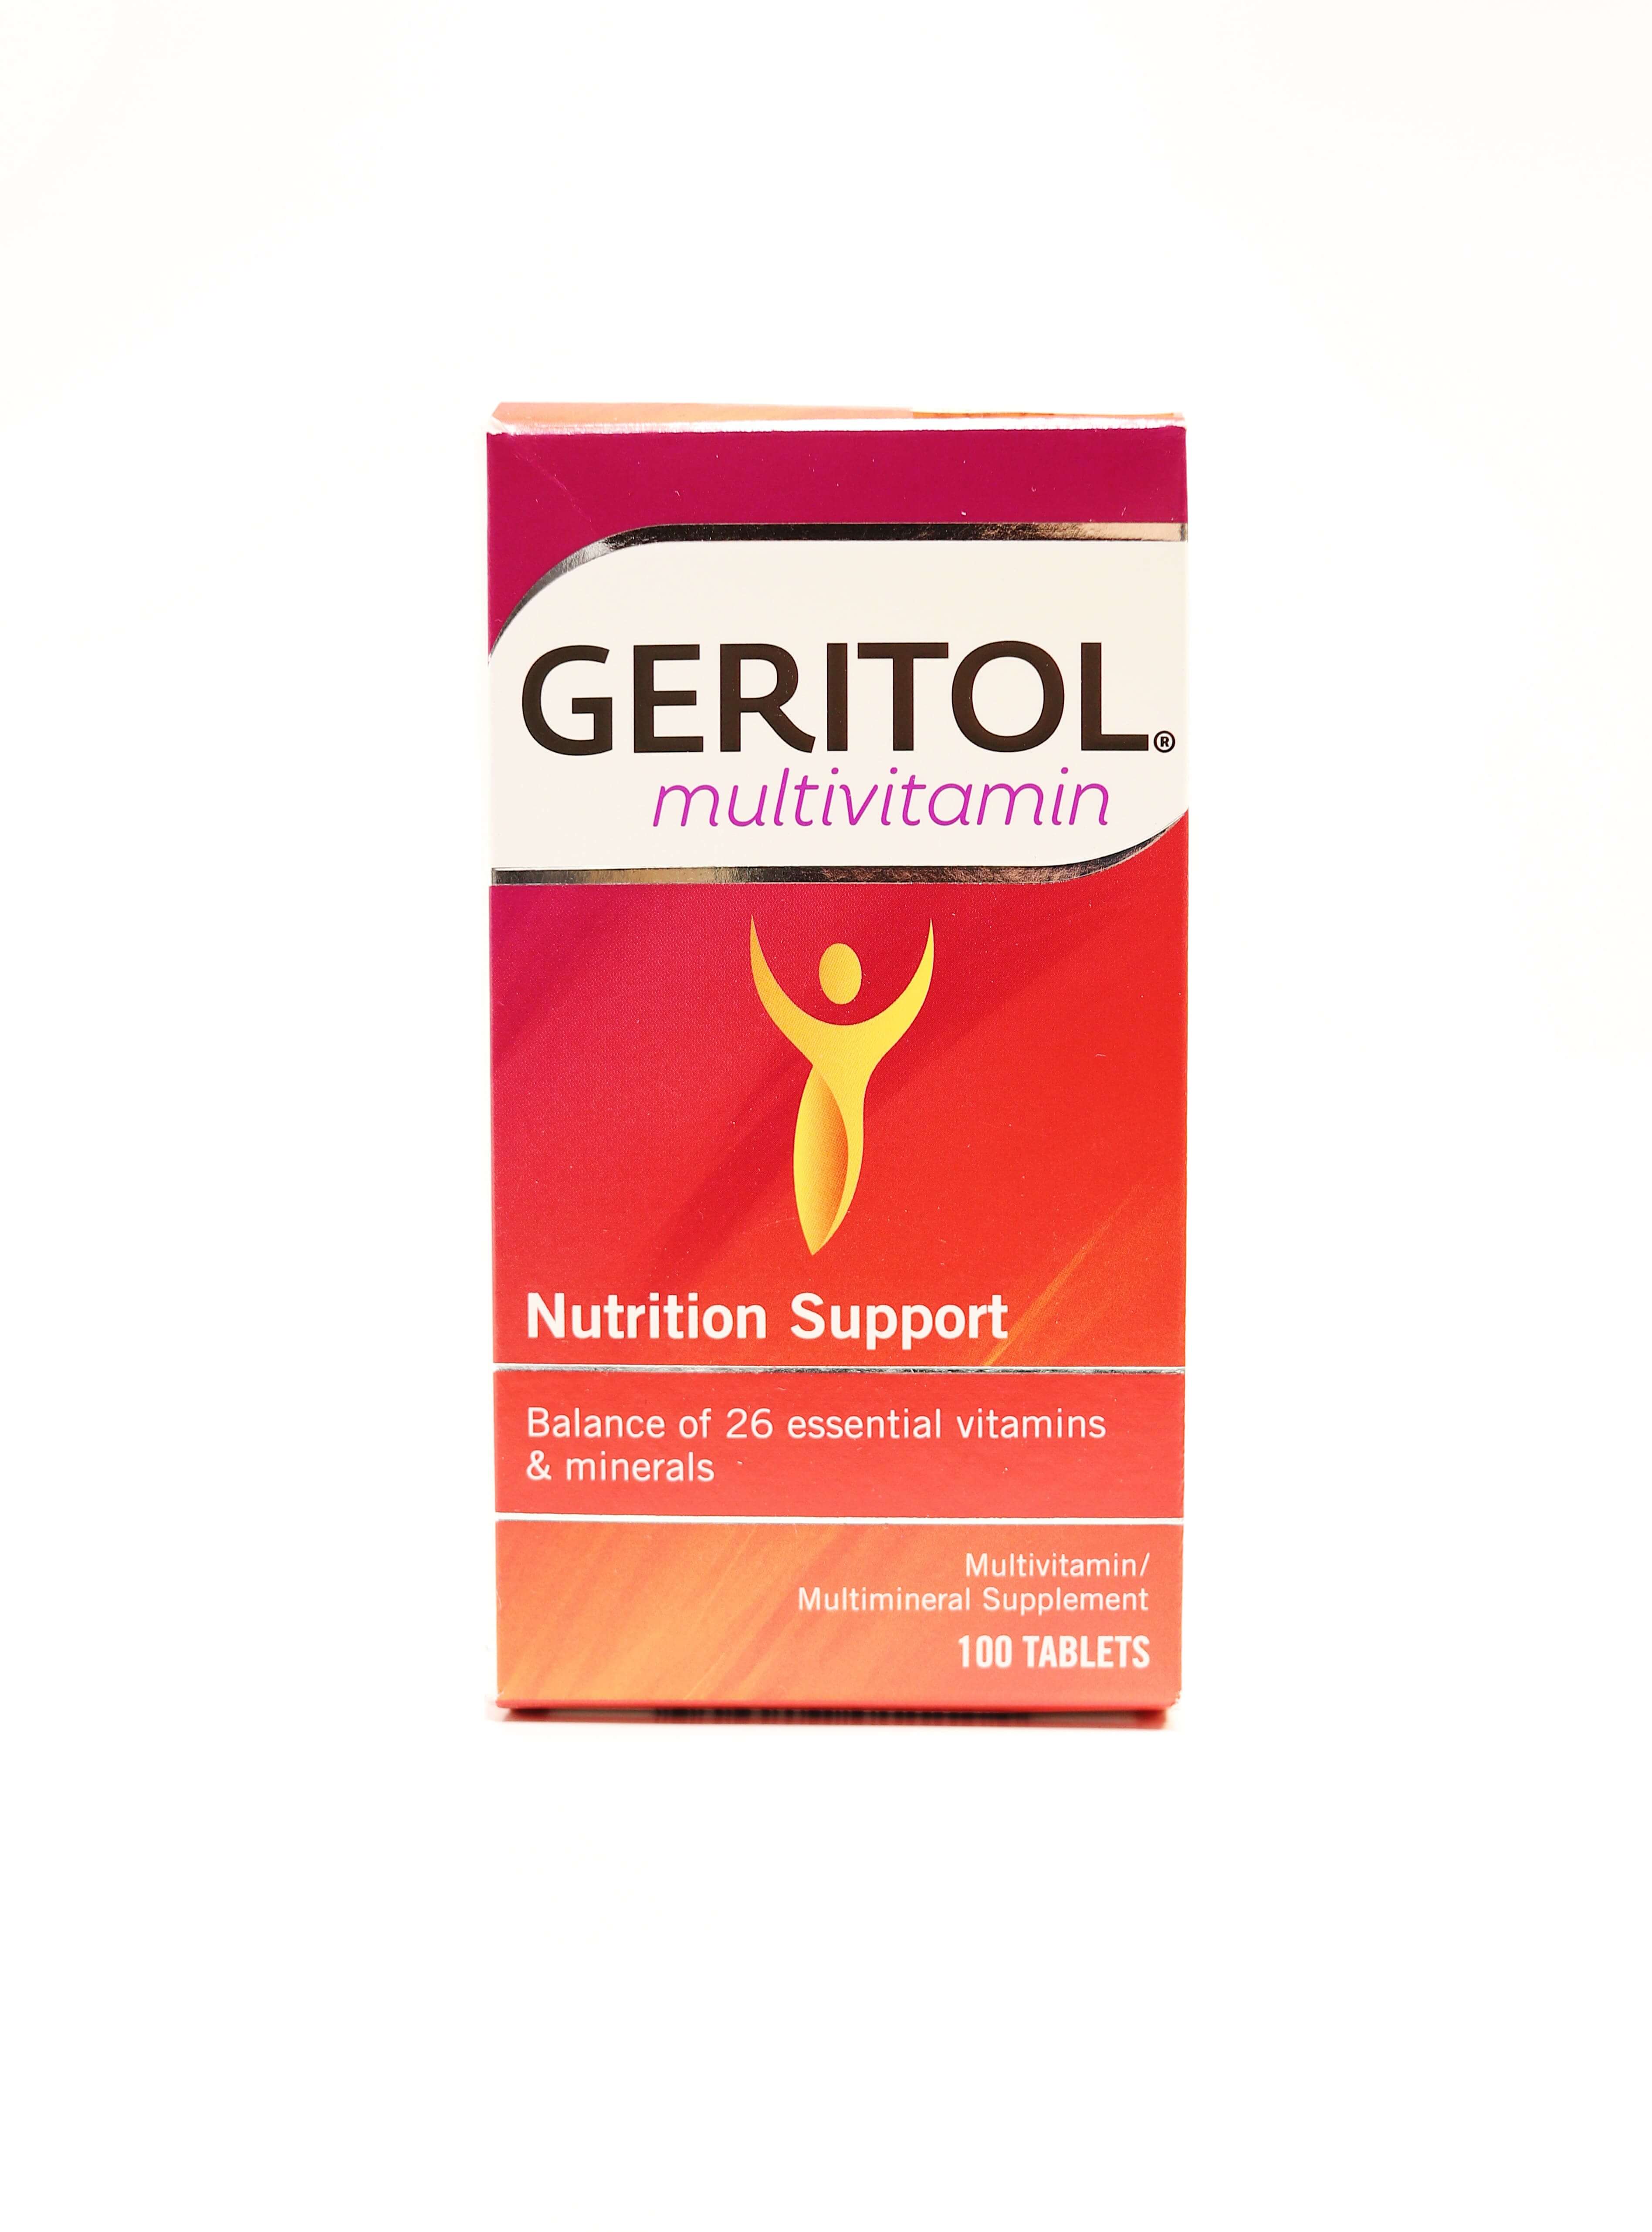 GERITOL®
multivitamin
Nutrition Support
Balance of 26 essential vitamins
& minerals
Multivitamin/
Multimineral Supplement
100 TABLETS